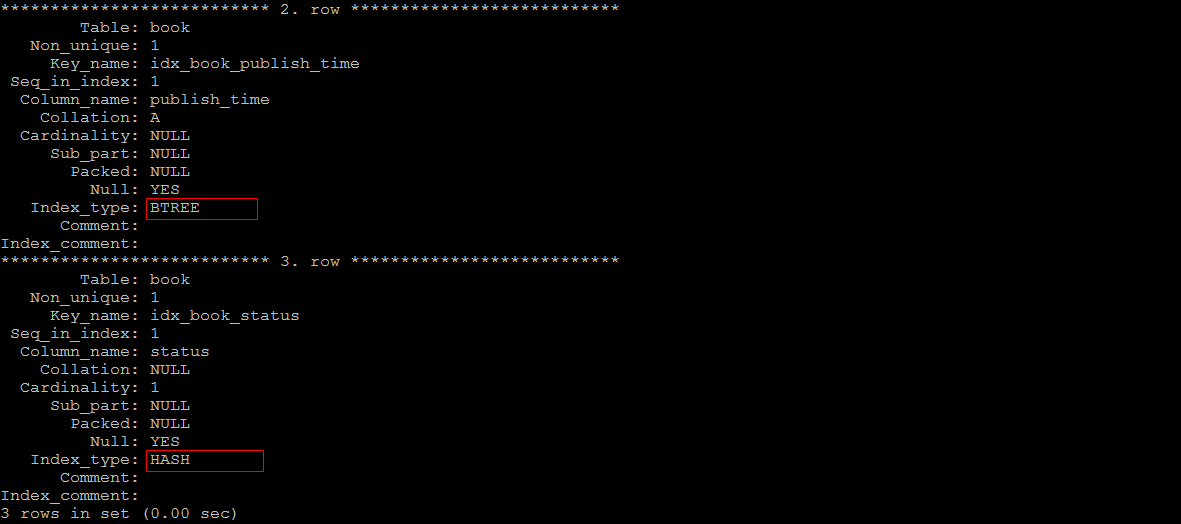 *************************** 2. row ***************************
        Table: book
   Non_unique: 1
     Key_name: idx_book_publish_time
 Seq_in_index: 1
  Column_name: publish_time
    Collation: A
  Cardinality: NULL
     Sub_part: NULL
       Packed: NULL
         Null: YES
   Index_type: BTREE
      Comment:
Index_comment:
*************************** 3. row ***************************
        Table: book
   Non_unique: 1
     Key_name: idx_book_status
 Seq_in_index: 1
  Column_name: status
    Collation: NULL
  Cardinality: 1
     Sub_part: NULL
       Packed: NULL
         Null: YES
   Index_type: HASH
      Comment:
Index_comment:
3 rows in set (0.00 sec)